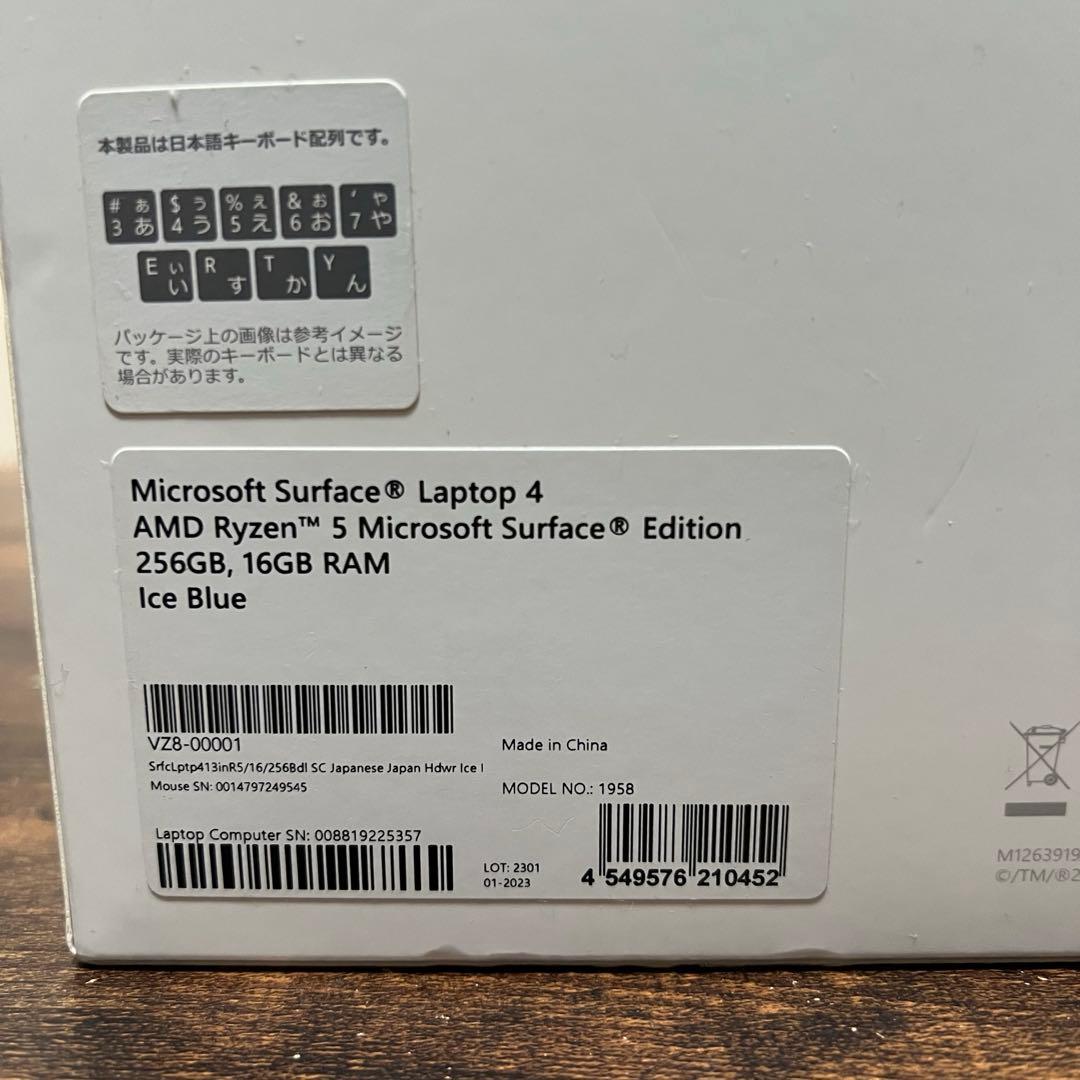 本製品は日本語キーボード配列です。
# ぁ 3 あ $ ぅ 4 う % ぇ 5 え & ぉ 6 お ' ゃ 7 や
E ぃ い R す T か Y ん
パッケージ上の画像は参考イメージ
です。実際のキーボードとは異なる
場合があります。
Microsoft Surface® Laptop 4
AMD Ryzen™ 5 Microsoft Surface® Edition
256GB, 16GB RAM
Ice Blue
VZ8-00001
SrfcLptp413inR5/16/256Bdl SC Japanese Japan Hdwr Ice l
Mouse SN: 0014797249545
Made in China
MODEL NO.: 1958
Laptop Computer SN: 008819225357
LOT: 2301
01-2023
4 549576 210452
M1263919
©/TM/®2